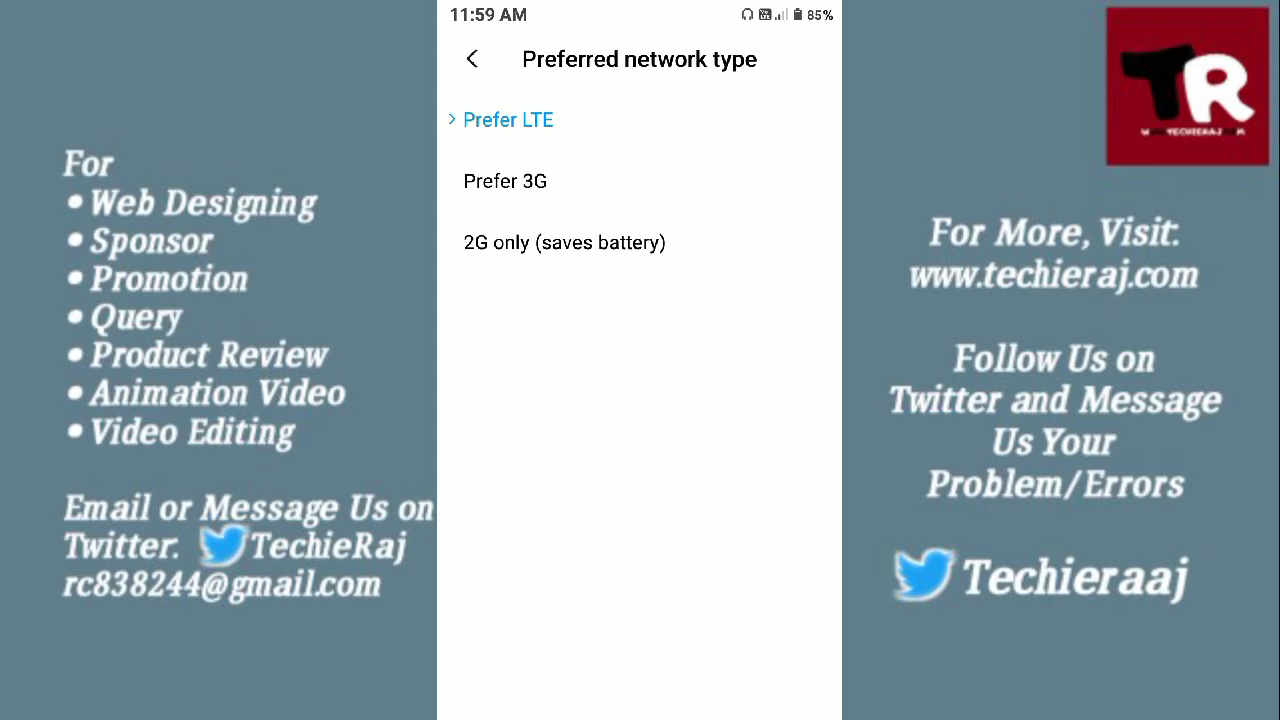 11:59 AM
85%
Preferred network type
Prefer LTE
Prefer 3G
2G only (saves battery)
For
• Web Designing
• Sponsor
• Promotion
• Query
• Product Review
• Animation Video
• Video Editing
Email or Message Us on
Twitter. TechieRaj
rc838244@gmail.com
TR
For More, Visit:
www.techieraj.com
Follow Us on
Twitter and Message
Us Your
Problem/Errors
Techieraaj